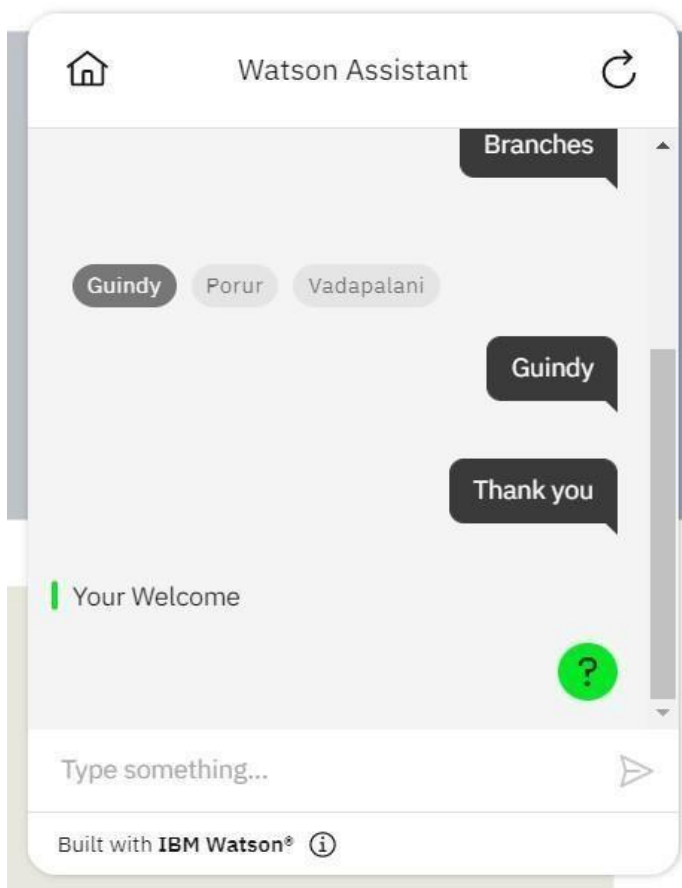 Watson Assistant
Branches
Guindy Porur Vadapalani
Guindy
Thank you
Your Welcome
?
Type something...
Built with IBM Watson®